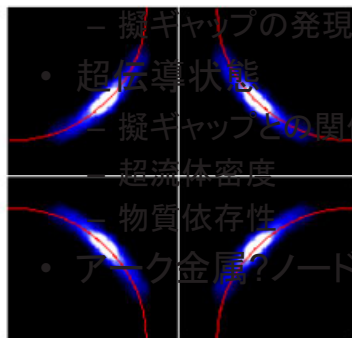 – 擬ギャップの発現
• 超伝導状態
– 擬ギャップとの関
– 超流体密度
– 物質依存性
• アーク金属?ノード